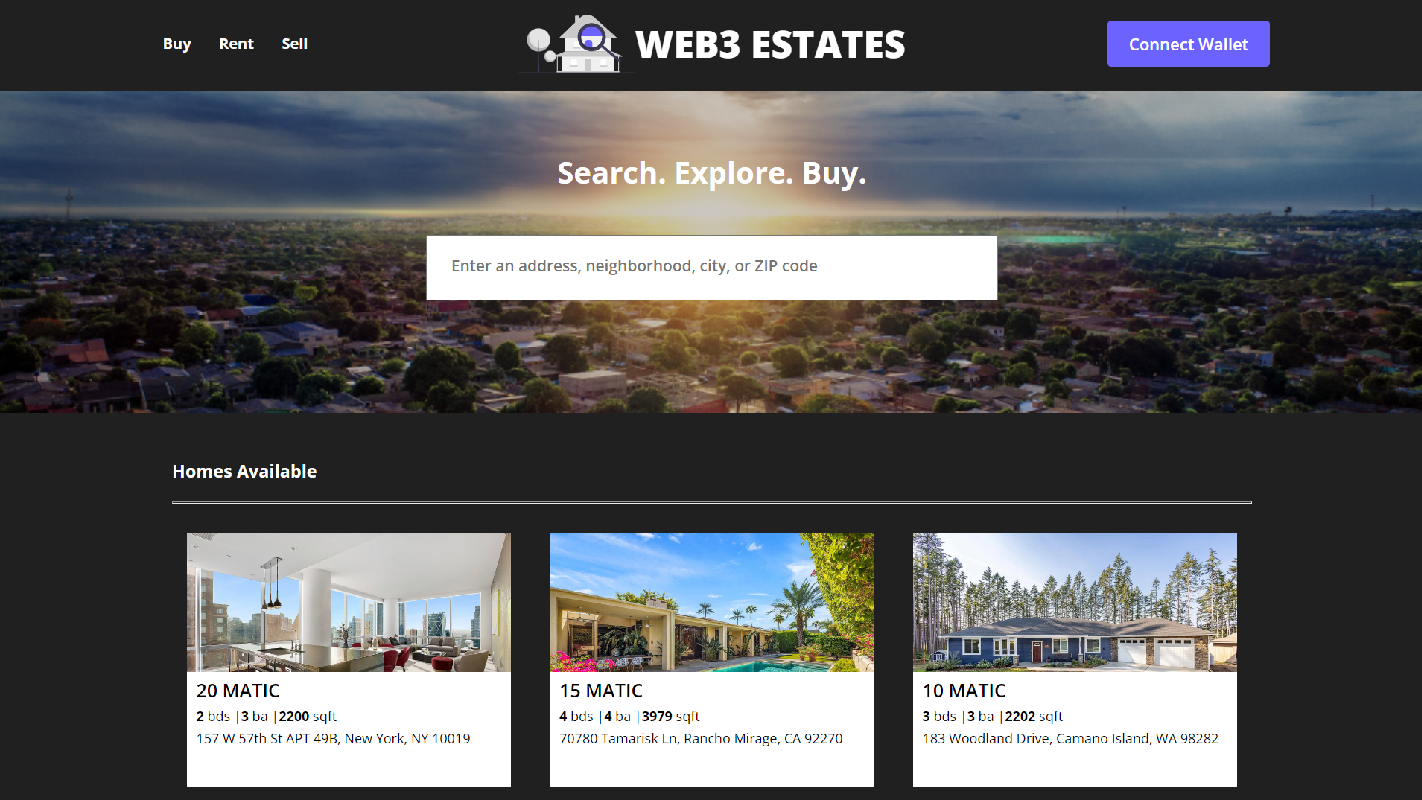 Buy Rent Sell
WEB3 ESTATES
Connect Wallet
Search. Explore. Buy.
Enter an address, neighborhood, city, or ZIP code
Homes Available
20 MATIC
2 bds |3 ba |2200 sqft
157 W 57th St APT 49B, New York, NY 10019
15 MATIC
4 bds |4 ba |3979 sqft
70780 Tamarisk Ln, Rancho Mirage, CA 92270
10 MATIC
3 bds |3 ba |2202 sqft
183 Woodland Drive, Camano Island, WA 98282